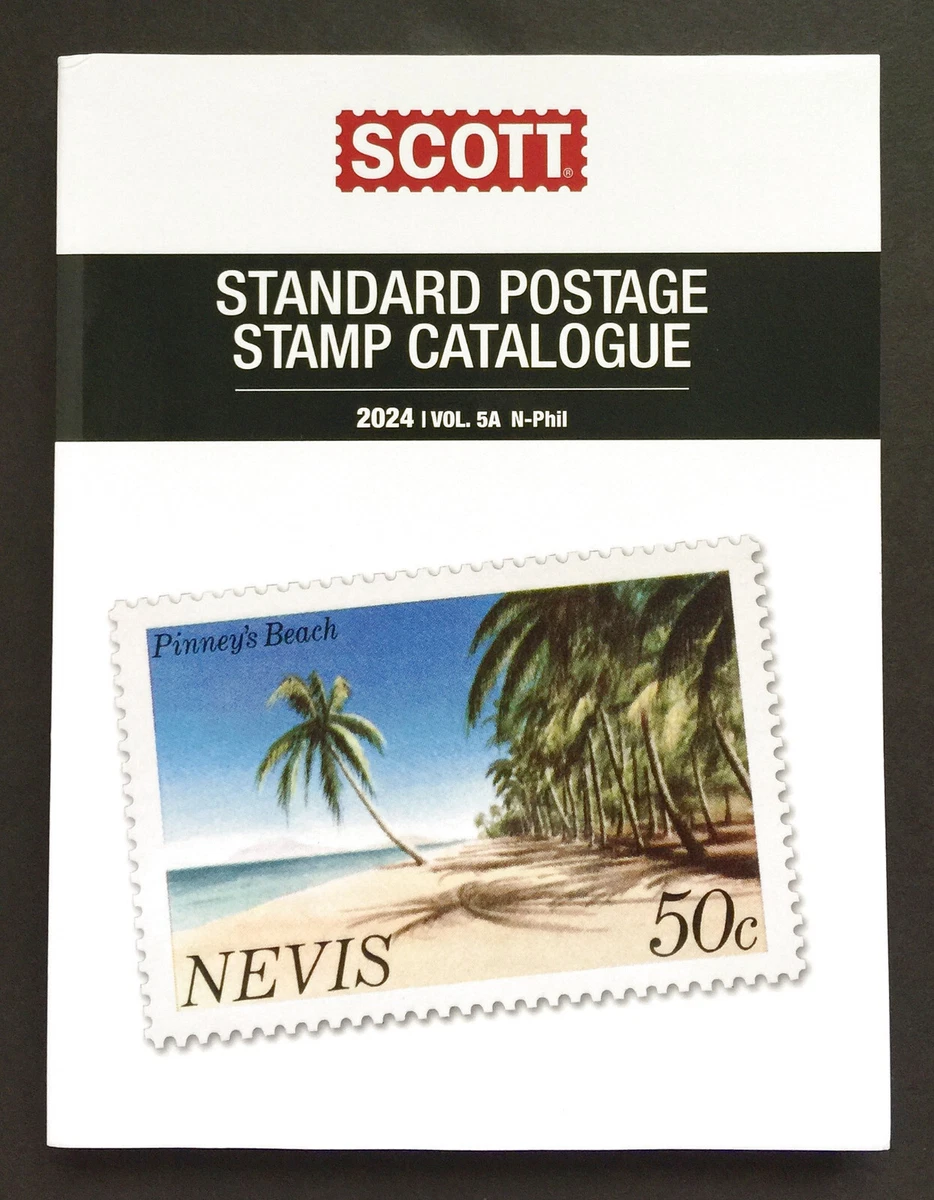 SCOTT®
STANDARD POSTAGE
STAMP CATALOGUE
2024 | VOL. 5A N-Phil
Pinney's Beach
NEVIS
50c